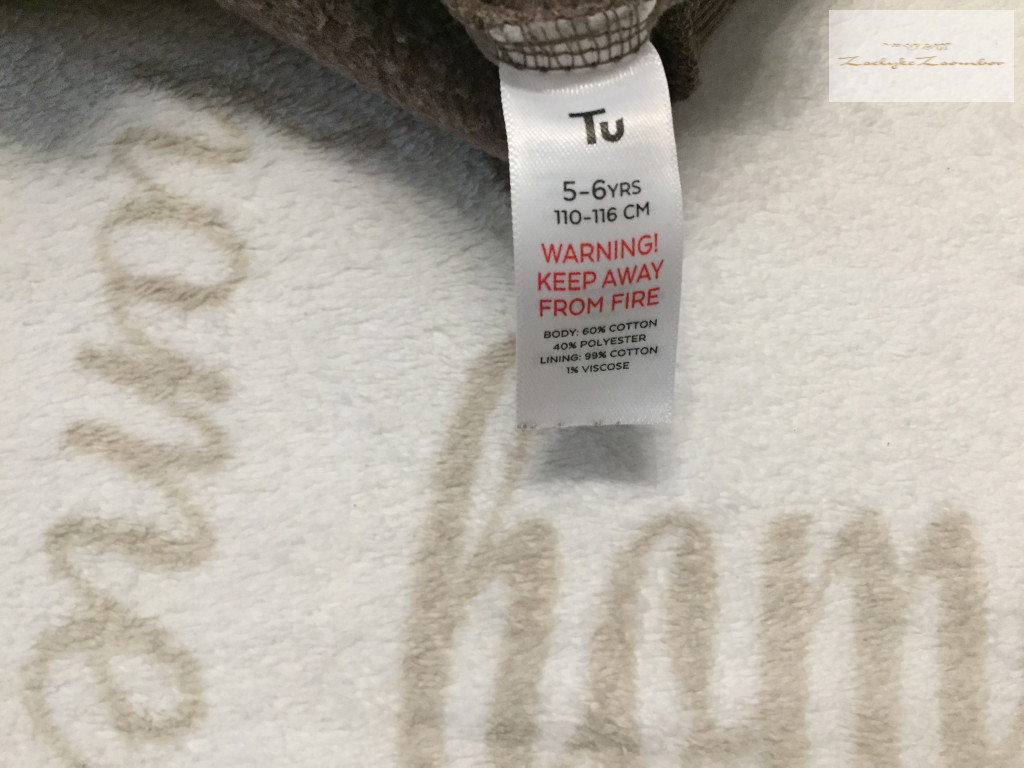 Tu
5-6YRS
110-116 CM
WARNING!
KEEP AWAY
FROM FIRE
BODY: 60% COTTON
40% POLYESTER
LINING: 99% COTTON
1% VISCOSE